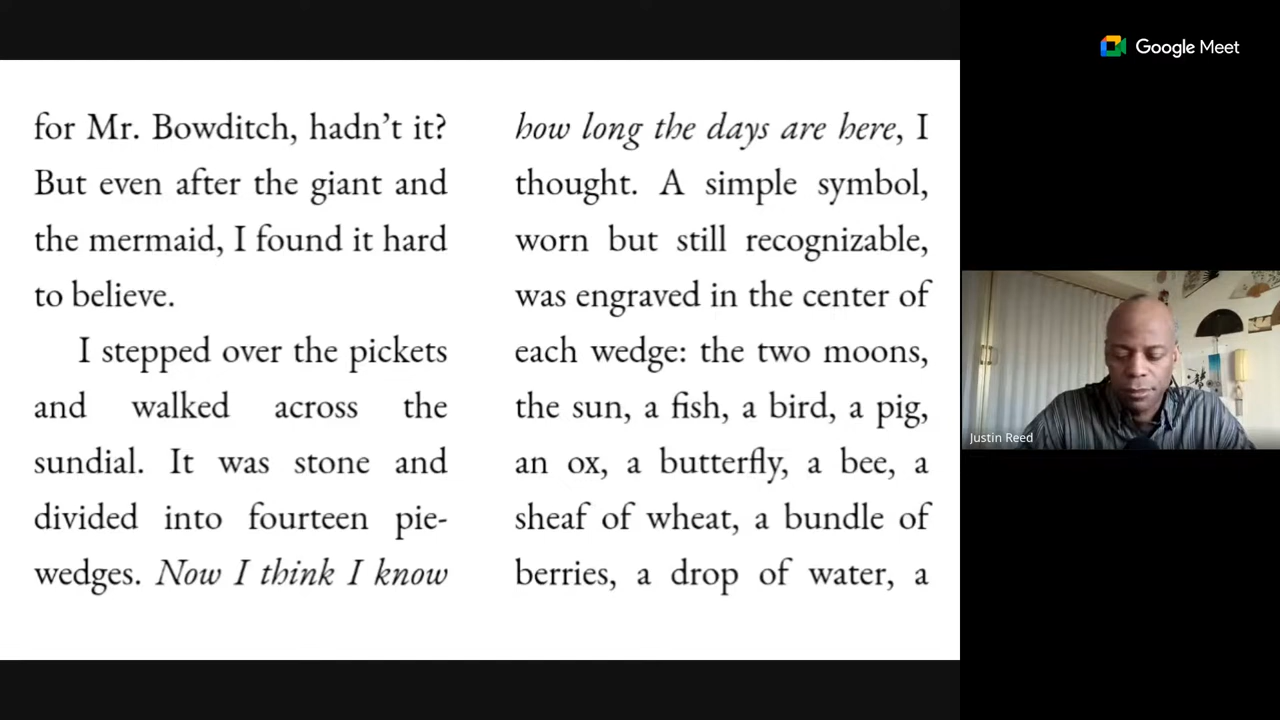 for Mr. Bowditch, hadn’t it?
But even after the giant and
the mermaid, I found it hard
to believe.
I stepped over the pickets
and walked across the
sundial. It was stone and
divided into fourteen pie-
wedges. Now I think I know
how long the days are here, I
thought. A simple symbol,
worn but still recognizable,
was engraved in the center of
each wedge: the two moons,
the sun, a fish, a bird, a pig,
an ox, a butterfly, a bee, a
sheaf of wheat, a bundle of
berries, a drop of water, a
Google Meet
Justin Reed